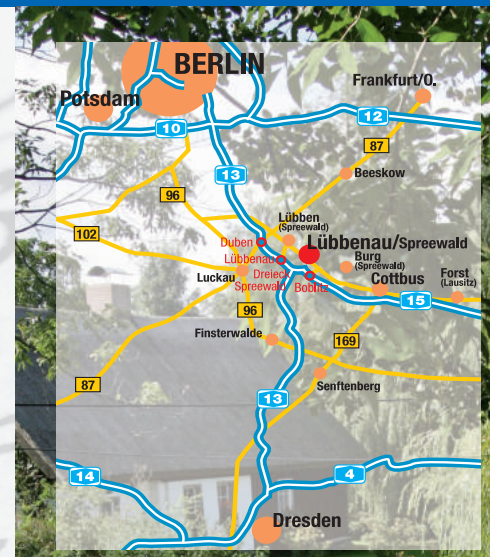 BERLIN
Potsdam
Frankfurt/O.
12
10
87
13
Beeskow
96
Lübben
(Spreewald)
102
Duben
Lübbenau/Spreewald
Lübbenau
Burg
(Spreewald)
Luckau
Dreieck
Spreewald
Boblitz
Cottbus
Forst
(Lausitz)
15
96
Finsterwalde
169
87
13
Senftenberg
14
4
Dresden